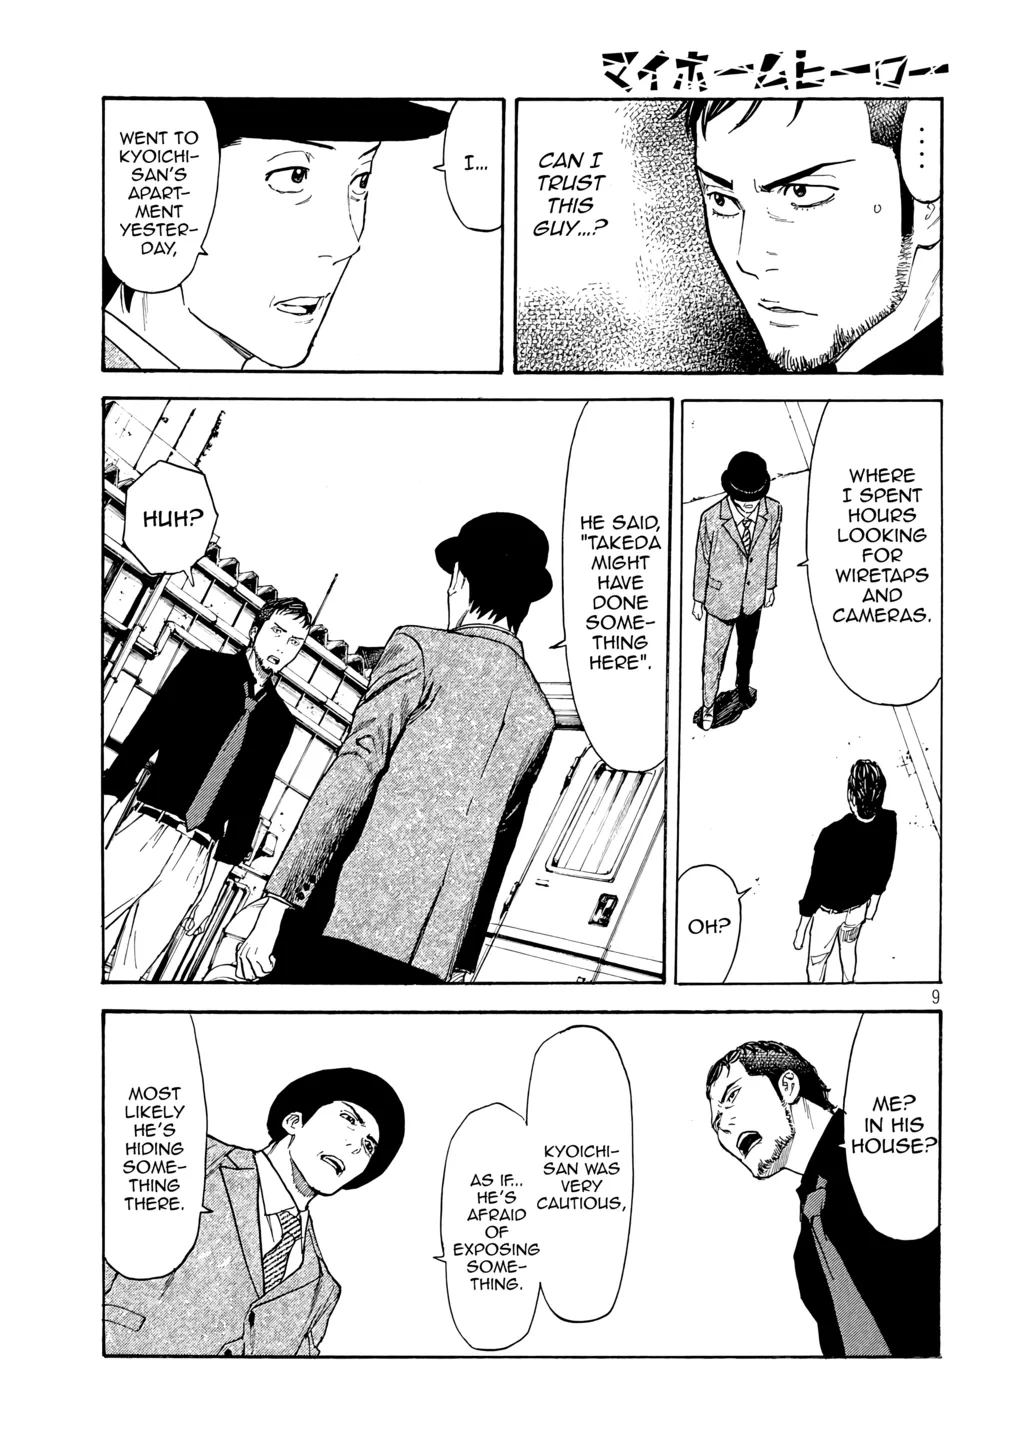 マイホームヒーロー
.....
CAN I
TRUST
THIS
GUY...?
I...
WENT TO
KYOICHI-
SAN'S
APART-
MENT
YESTER-
DAY,
WHERE
I SPENT
HOURS
LOOKING
FOR
WIRETAPS
AND
CAMERAS.
OH?
HE SAID,
"TAKEDA
MIGHT
HAVE
DONE
SOME-
THING
HERE".
HUH?
9
ME?
IN HIS
HOUSE?
KYOICHI-
SAN WAS
VERY
CAUTIOUS,
AS IF...
HE'S
AFRAID
OF
EXPOSING
SOME-
THING.
MOST
LIKELY
HE'S
HIDING
SOME-
THING
THERE.